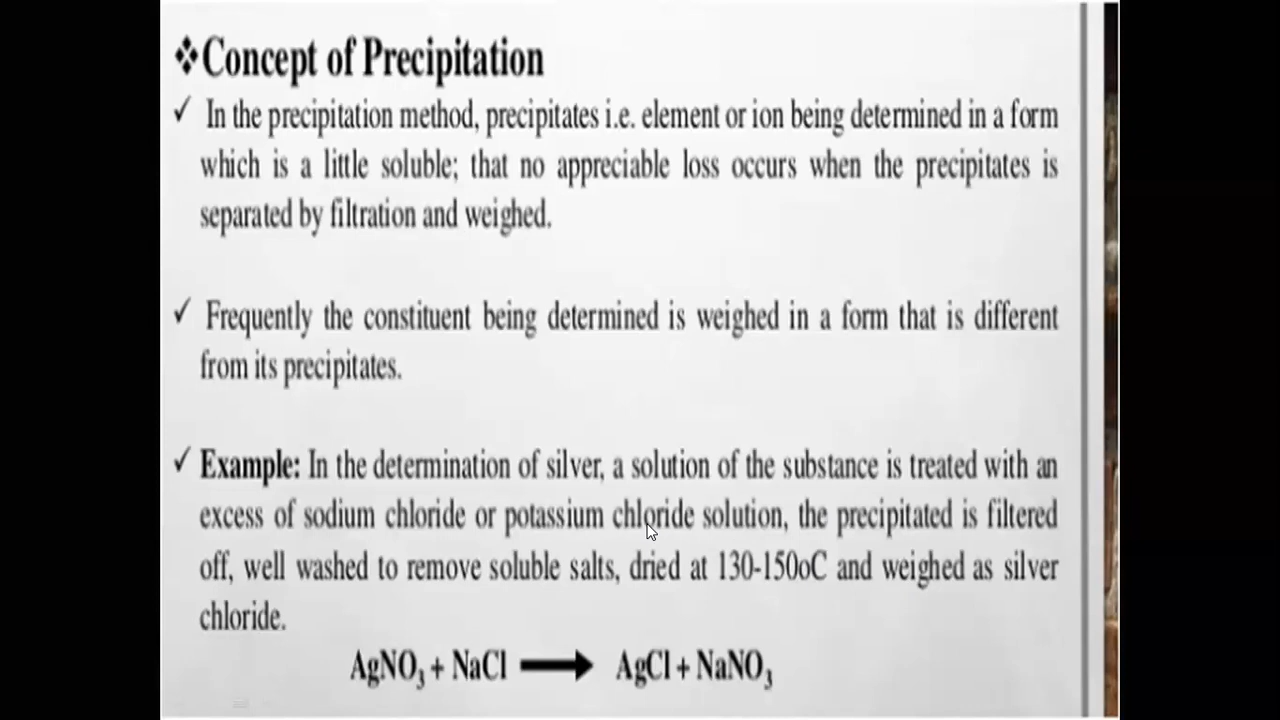 ❖Concept of Precipitation
✓ In the precipitation method, precipitates i.e. element or ion being determined in a form
which is a little soluble; that no appreciable loss occurs when the precipitates is
separated by filtration and weighed.
✓ Frequently the constituent being determined is weighed in a form that is different
from its precipitates.
✓ Example: In the determination of silver, a solution of the substance is treated with an
excess of sodium chloride or potassium chloride solution, the precipitated is filtered
off, well washed to remove soluble salts, dried at 130-150oC and weighed as silver
chloride.
AgNO₃ + NaCl ➡ AgCl + NaNO₃